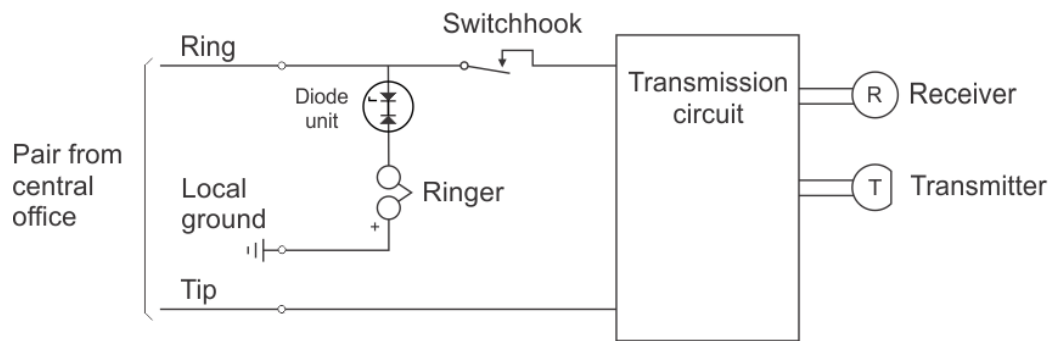 Switchhook
Ring
Diode
unit
Transmission
circuit
R
Receiver
Pair from
central
office
Local
ground
Ringer
+
T
Transmitter
Tip